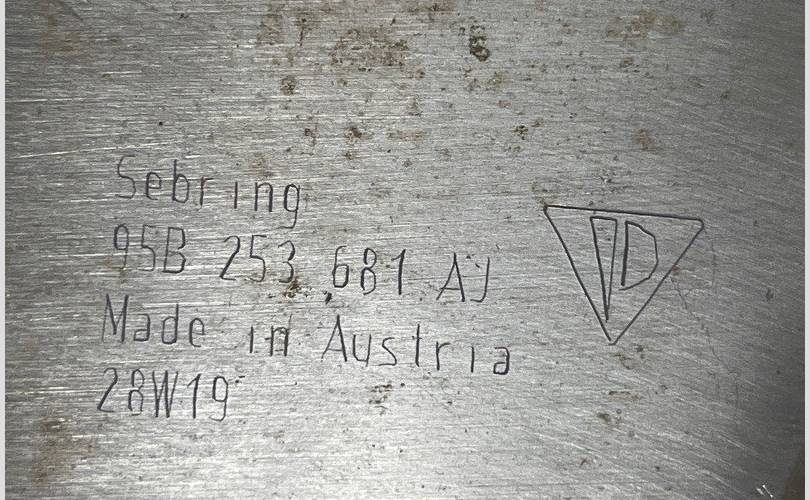 Sebring
95B 253 681 AJ
Made in Austria
28W19